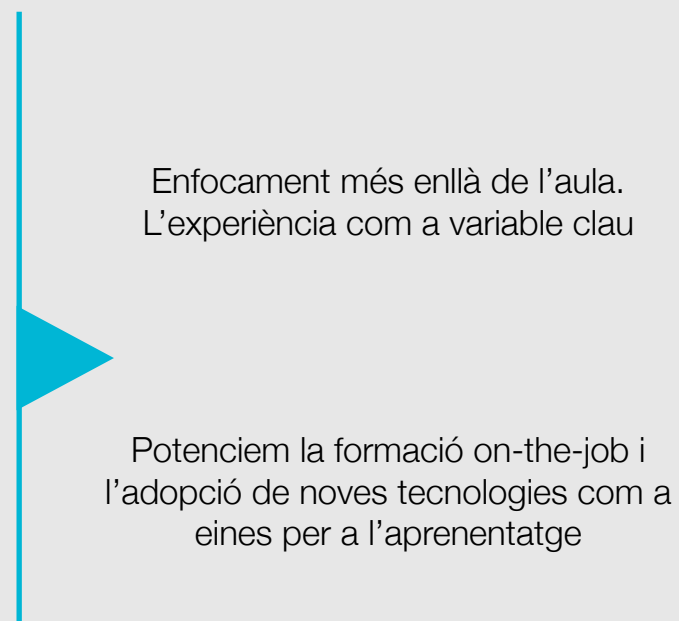 Enfocament més enllà de l’aula.
L’experiència com a variable clau
Potenciem la formació on-the-job i
l’adopció de noves tecnologies com a
eines per a l’aprenentatge